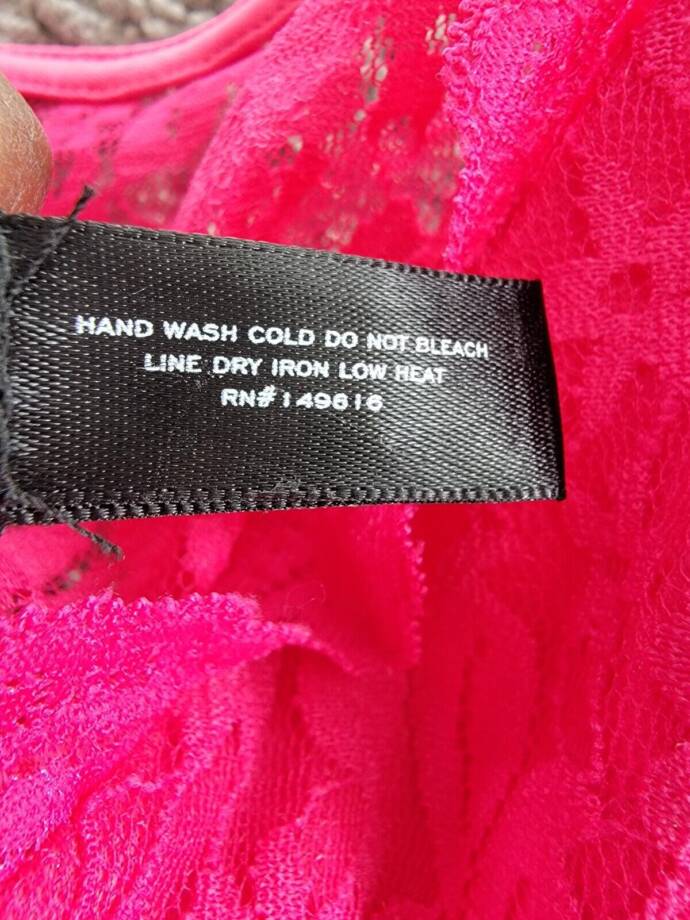 HAND WASH COLD DO NOT BLEACH
LINE DRY IRON LOW HEAT
RN#149616